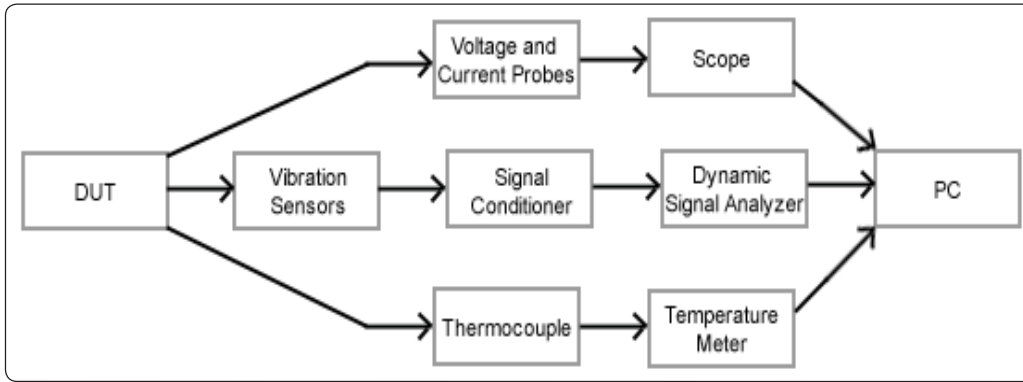 Voltage and
Current Probes
Scope
DUT
Vibration
Sensors
Signal
Conditioner
Dynamic
Signal Analyzer
PC
Thermocouple
Temperature
Meter